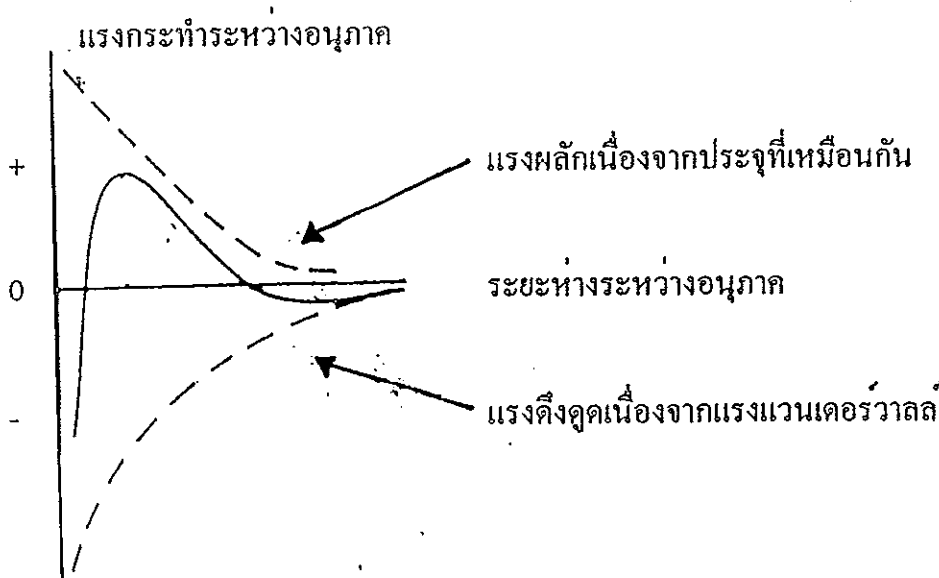 แรงกระทำระหว่างอนุภาค
+
แรงผลักเนื่องจากประจุที่เหมือนกัน
0
ระยะห่างระหว่างอนุภาค
-
แรงดึงดูดเนื่องจากแรงแวนเดอร์วาลล์